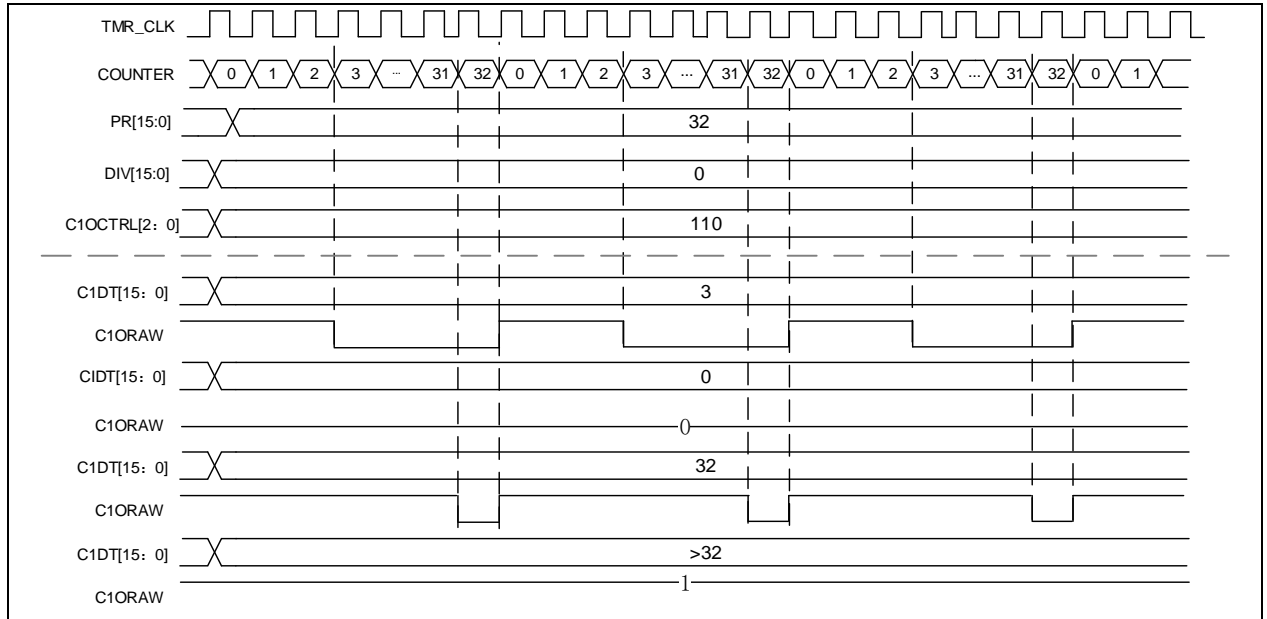 TMR_CLK
COUNTER 0 1 2 3 ... 31 32 0 1 2 3 ... 31 32 0 1 2 3 ... 31 32 0 1
PR[15:0] 32
DIV[15:0] 0
C1OCTRL[2：0] 110
C1DT[15：0] 3
C1ORAW
CIDT[15：0] 0
C1ORAW 0
C1DT[15：0] 32
C1ORAW
C1DT[15：0] >32
C1ORAW 1